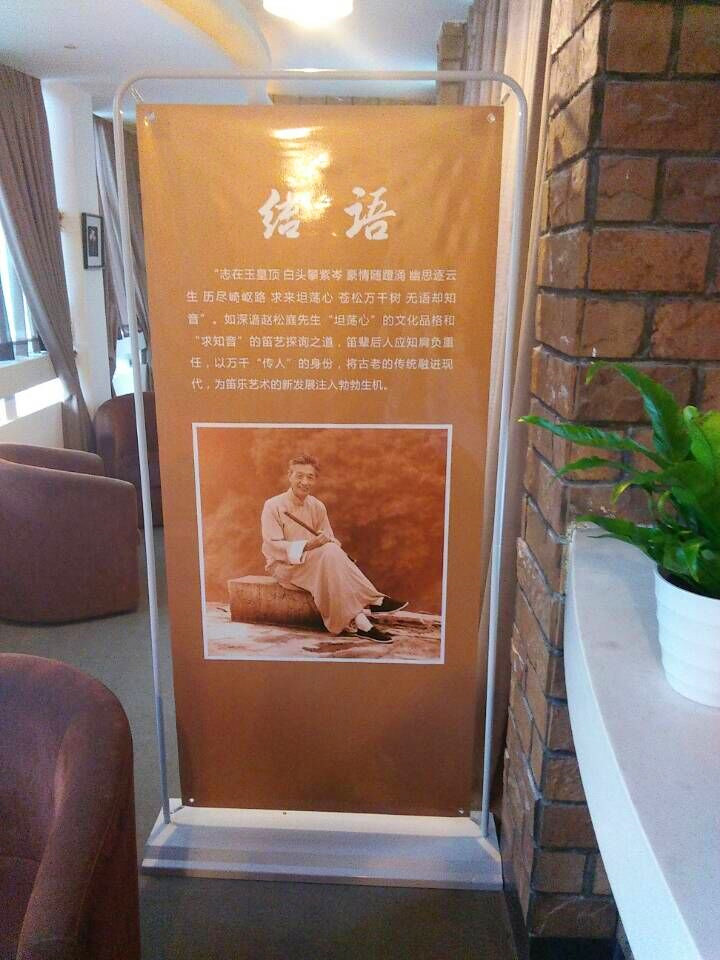 结 语
“志在玉皇顶 白头攀紫岑 豪情随蹬涌 幽思逐云
生 历尽崎岖路 求来坦荡心 苍松万千树 无语却知
音”。如深谙赵松庭先生“坦荡心”的文化品格和
“求知音”的笛艺探询之道，笛辈后人应知肩负重
任，以万千“传人”的身份，将古老的传统融进现
代，为笛乐艺术的新发展注入勃勃生机。